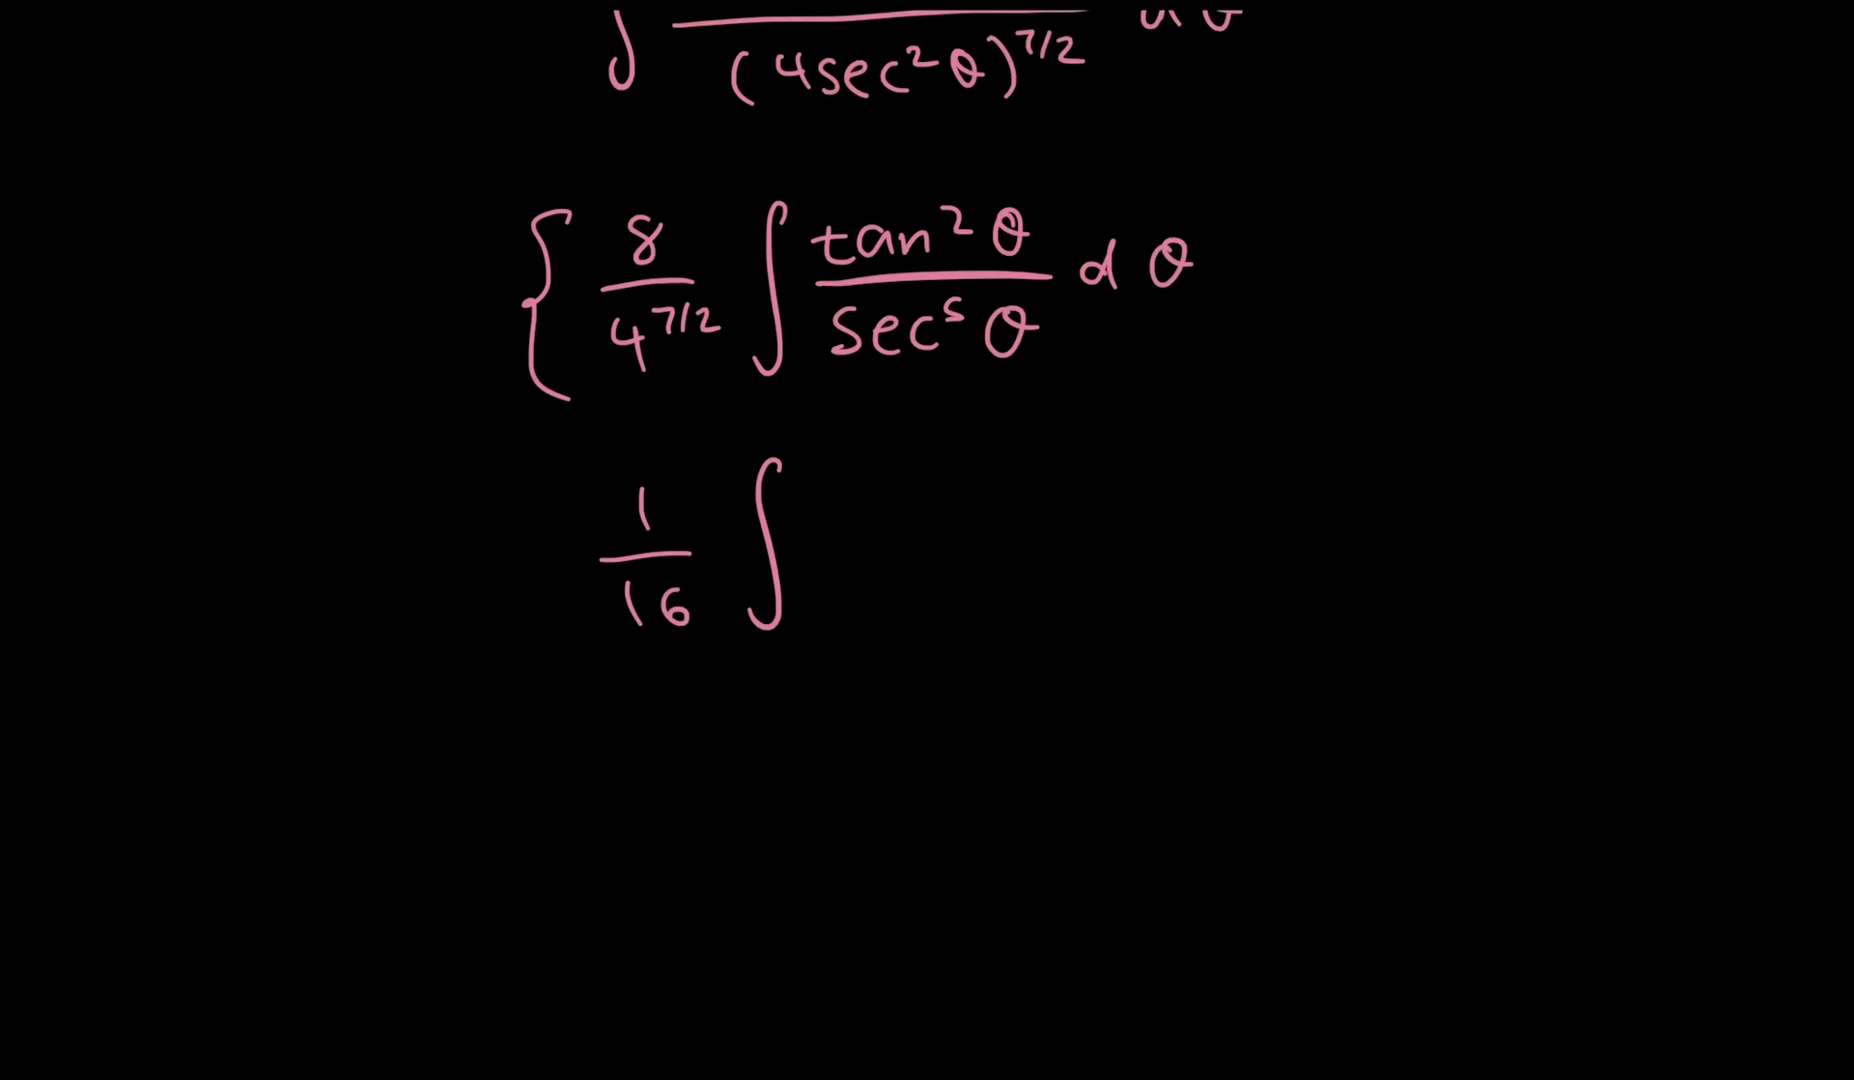 ∫ ———— dθ
(4sec²θ)^7/2
{ 8/4^7/2 ∫ tan²θ/sec⁵θ dθ
1/16 ∫